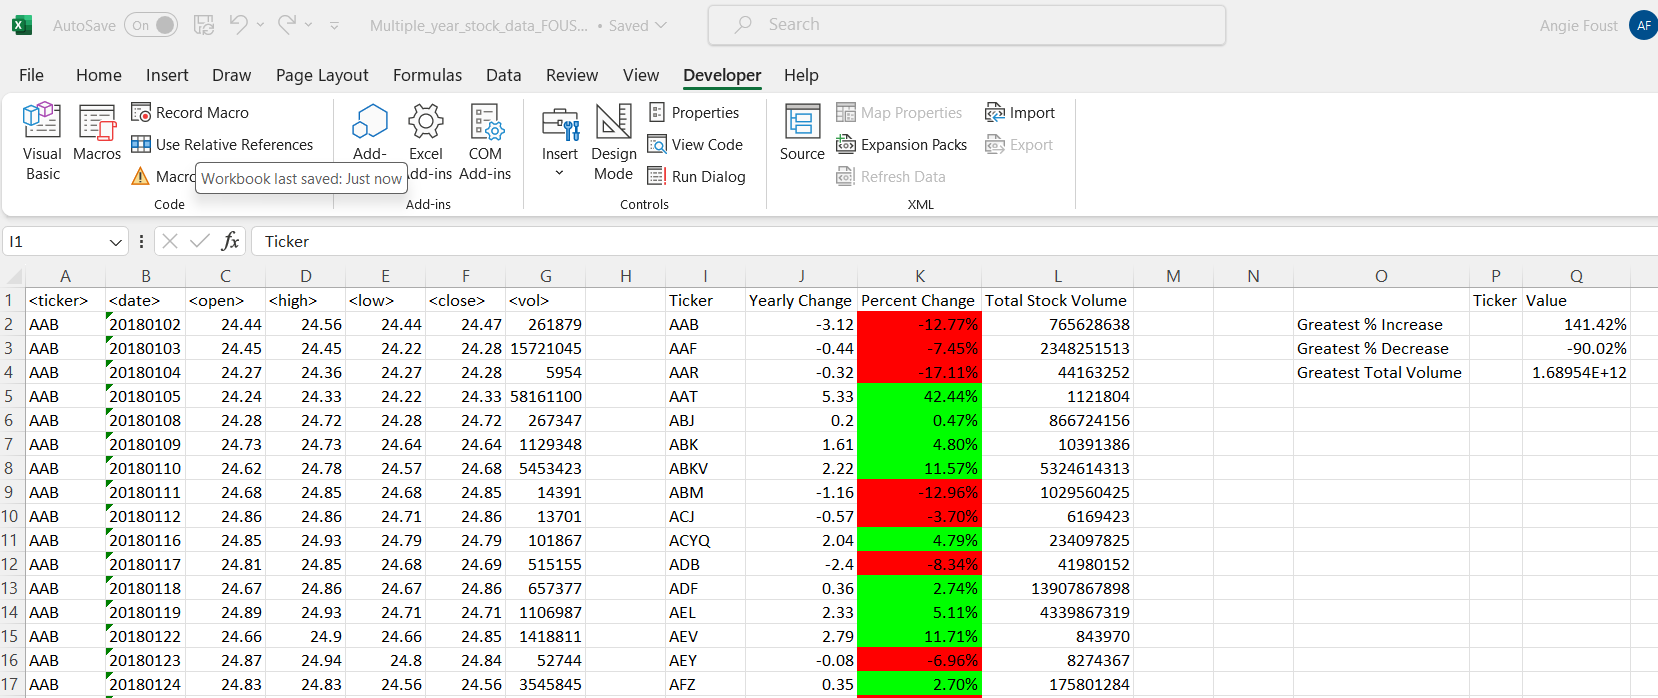 AutoSave On Multiple_year_stock_data_FOUS... • Saved Search Angie Foust AF
File Home Insert Draw Page Layout Formulas Data Review View Developer Help
Visual Basic
Macros
Record Macro
Use Relative References
Macro
Workbook last saved: Just now
Code
Add-
Excel
Add-ins
COM
Add-ins
Add-ins
Insert
Design
Mode
Properties
View Code
Run Dialog
Controls
Source
Map Properties
Expansion Packs
Refresh Data
Import
Export
XML
I1 fx Ticker
A B C D E F G H I J K L M N O P Q
1 <ticker> <date> <open> <high> <low> <close> <vol> Ticker Yearly Change Percent Change Total Stock Volume Ticker Value
2 AAB 20180102 24.44 24.56 24.44 24.47 261879 AAB -3.12 -12.77% 765628638 Greatest % Increase 141.42%
3 AAB 20180103 24.45 24.45 24.22 24.28 15721045 AAF -0.44 -7.45% 2348251513 Greatest % Decrease -90.02%
4 AAB 20180104 24.27 24.36 24.27 24.28 5954 AAR -0.32 -17.11% 44163252 Greatest Total Volume 1.68954E+12
5 AAB 20180105 24.24 24.33 24.22 24.33 58161100 AAT 5.33 42.44% 1121804
6 AAB 20180108 24.28 24.72 24.28 24.72 267347 ABJ 0.2 0.47% 866724156
7 AAB 20180109 24.73 24.73 24.64 24.64 1129348 ABK 1.61 4.80% 10391386
8 AAB 20180110 24.62 24.78 24.57 24.68 5453423 ABKV 2.22 11.57% 5324614313
9 AAB 20180111 24.68 24.85 24.68 24.85 14391 ABM -1.16 -12.96% 1029560425
10 AAB 20180112 24.86 24.86 24.71 24.86 13701 ACJ -0.57 -3.70% 6169423
11 AAB 20180116 24.85 24.93 24.79 24.79 101867 ACYQ 2.04 4.79% 234097825
12 AAB 20180117 24.81 24.85 24.68 24.69 515155 ADB -2.4 -8.34% 41980152
13 AAB 20180118 24.67 24.86 24.67 24.86 657377 ADF 0.36 2.74% 13907867898
14 AAB 20180119 24.89 24.93 24.71 24.71 1106987 AEL 2.33 5.11% 4339867319
15 AAB 20180122 24.66 24.9 24.66 24.85 1418811 AEV 2.79 11.71% 843970
16 AAB 20180123 24.87 24.94 24.8 24.84 52744 AEY -0.08 -6.96% 8274367
17 AAB 20180124 24.83 24.83 24.56 24.56 3545845 AFZ 0.35 2.70% 175801284